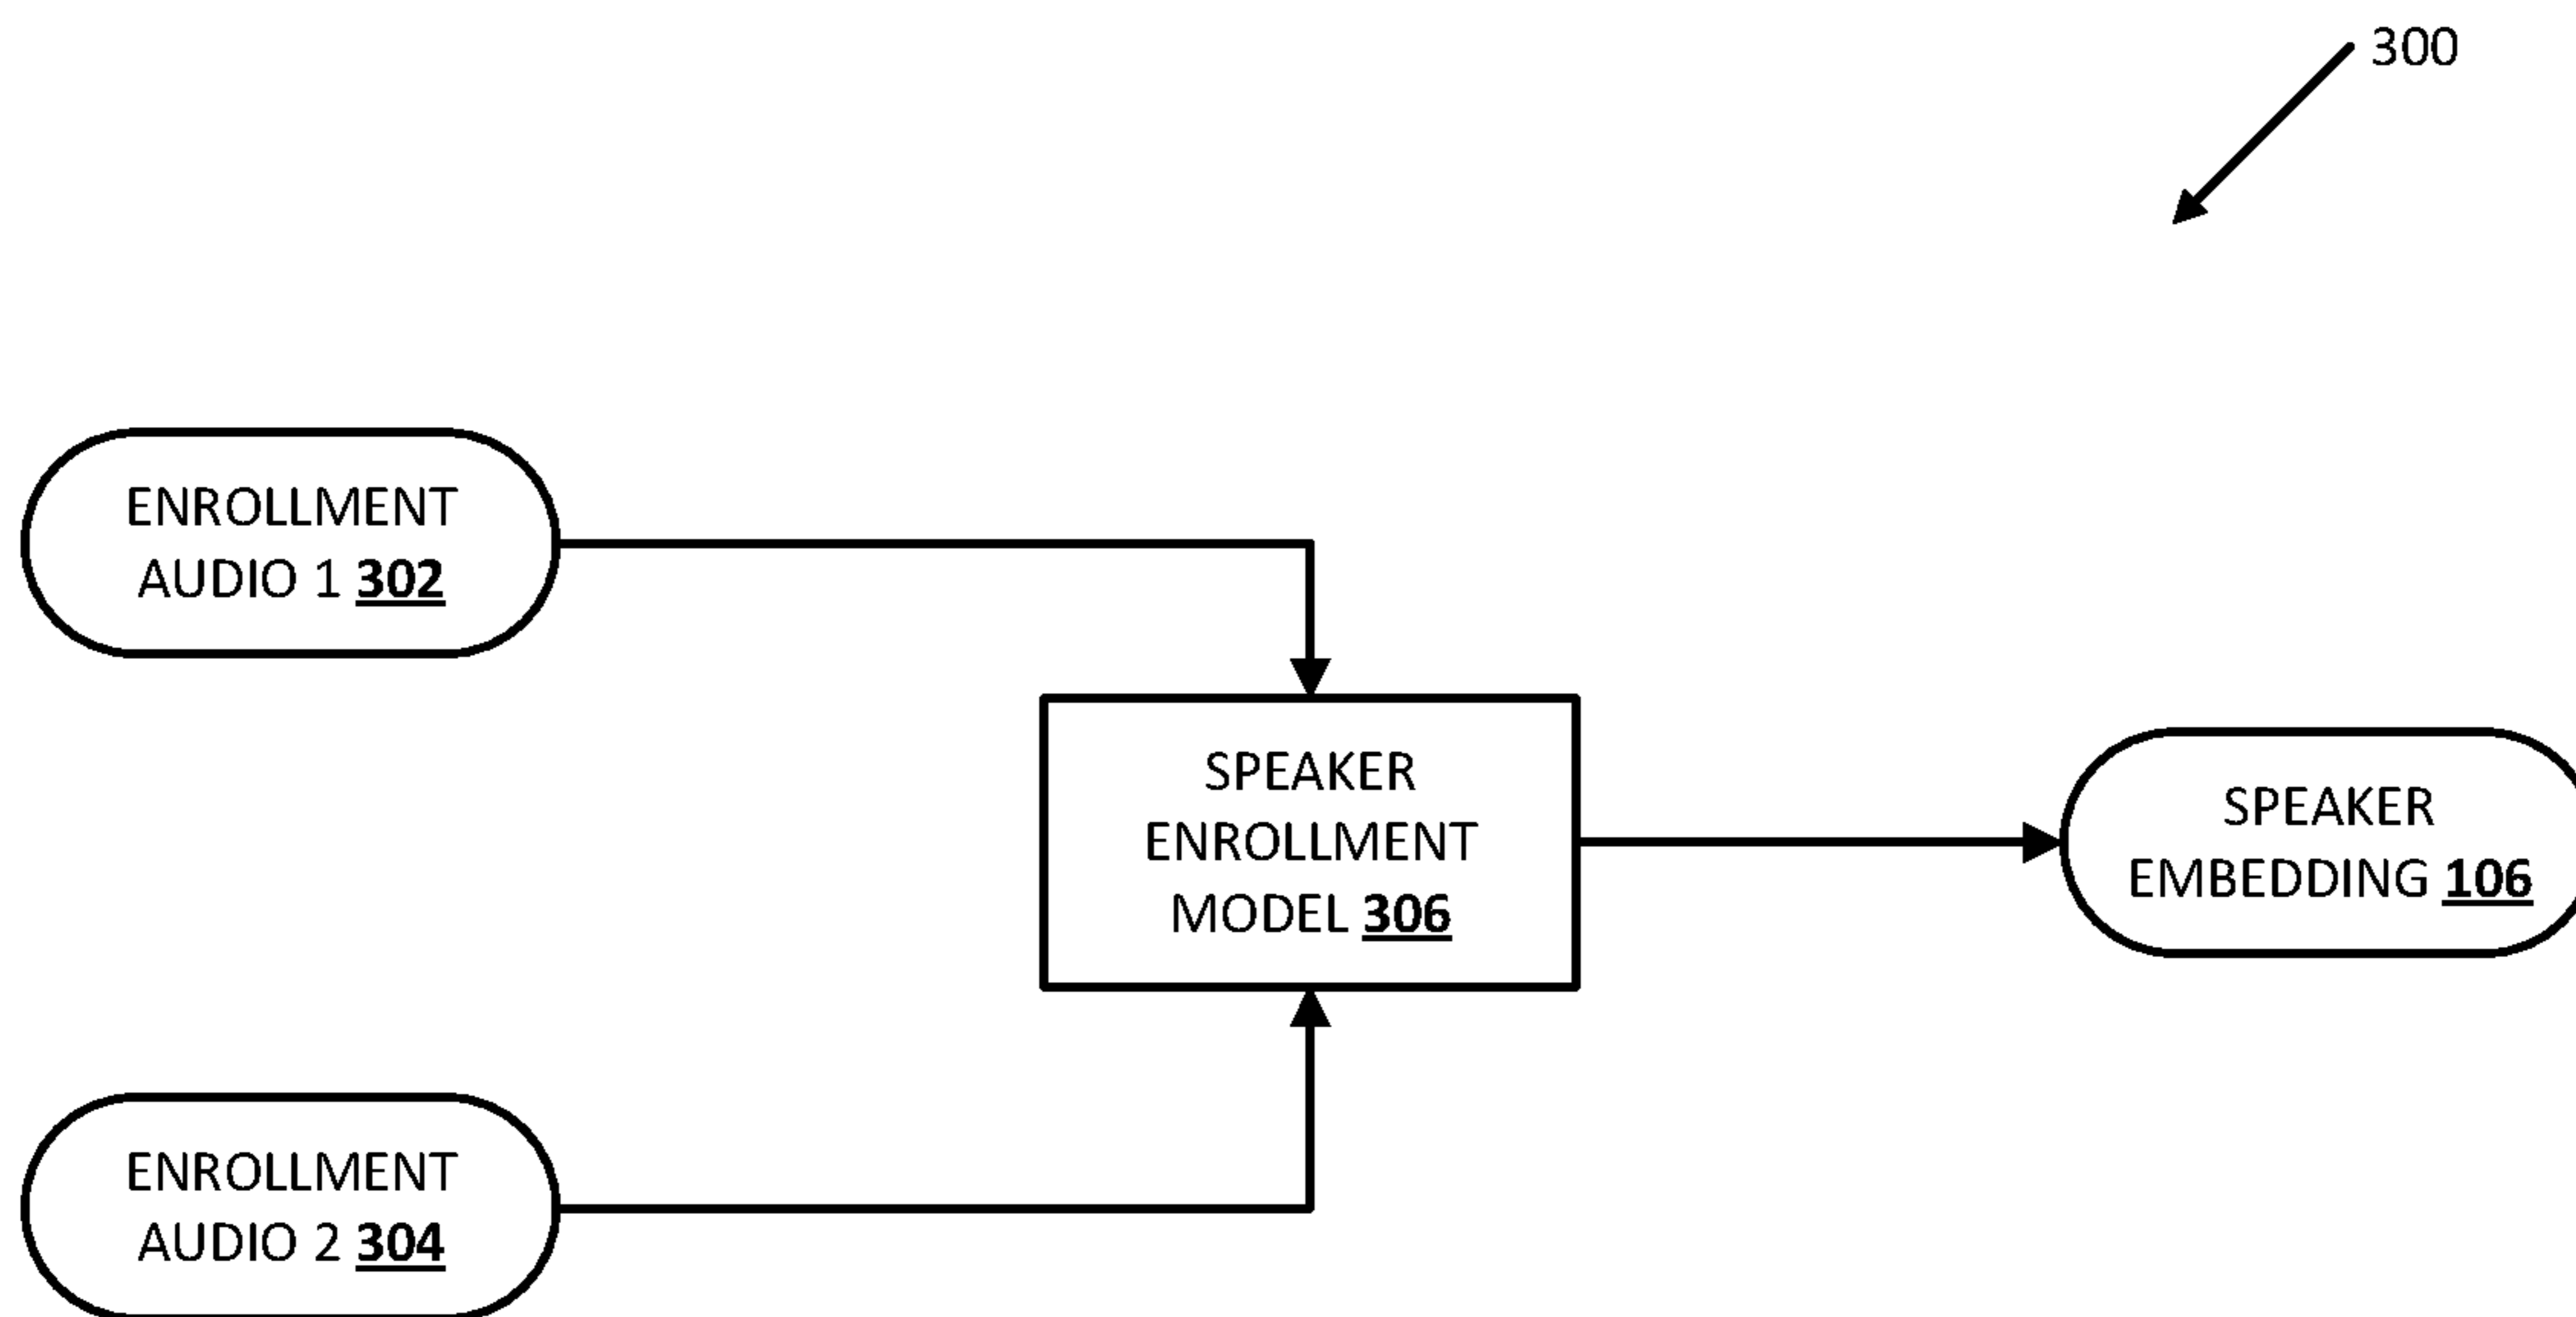 300
ENROLLMENT
AUDIO 1 302
SPEAKER
ENROLLMENT
MODEL 306
SPEAKER
EMBEDDING 106
ENROLLMENT
AUDIO 2 304